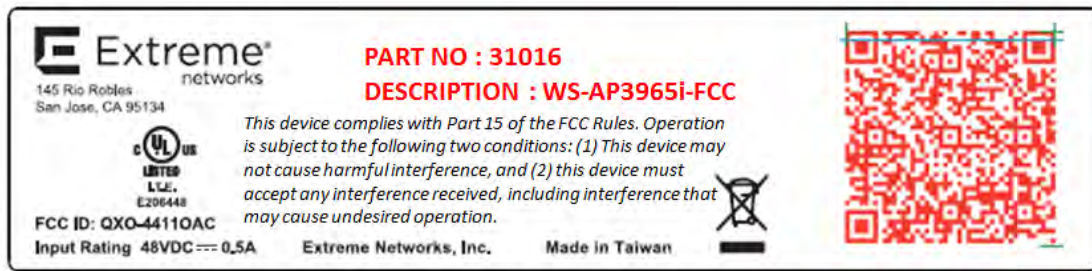 Extreme®
networks
145 Rio Robles
San Jose, CA 95134
PART NO : 31016
DESCRIPTION : WS-AP3965i-FCC
This device complies with Part 15 of the FCC Rules. Operation
is subject to the following two conditions: (1) This device may
not cause harmful interference, and (2) this device must
accept any interference received, including interference that
may cause undesired operation.
C UL US
LISTED
I.T.E.
E206448
FCC ID: QXO-4411OAC
Input Rating 48VDC⎓0.5A
Extreme Networks, Inc.
Made in Taiwan